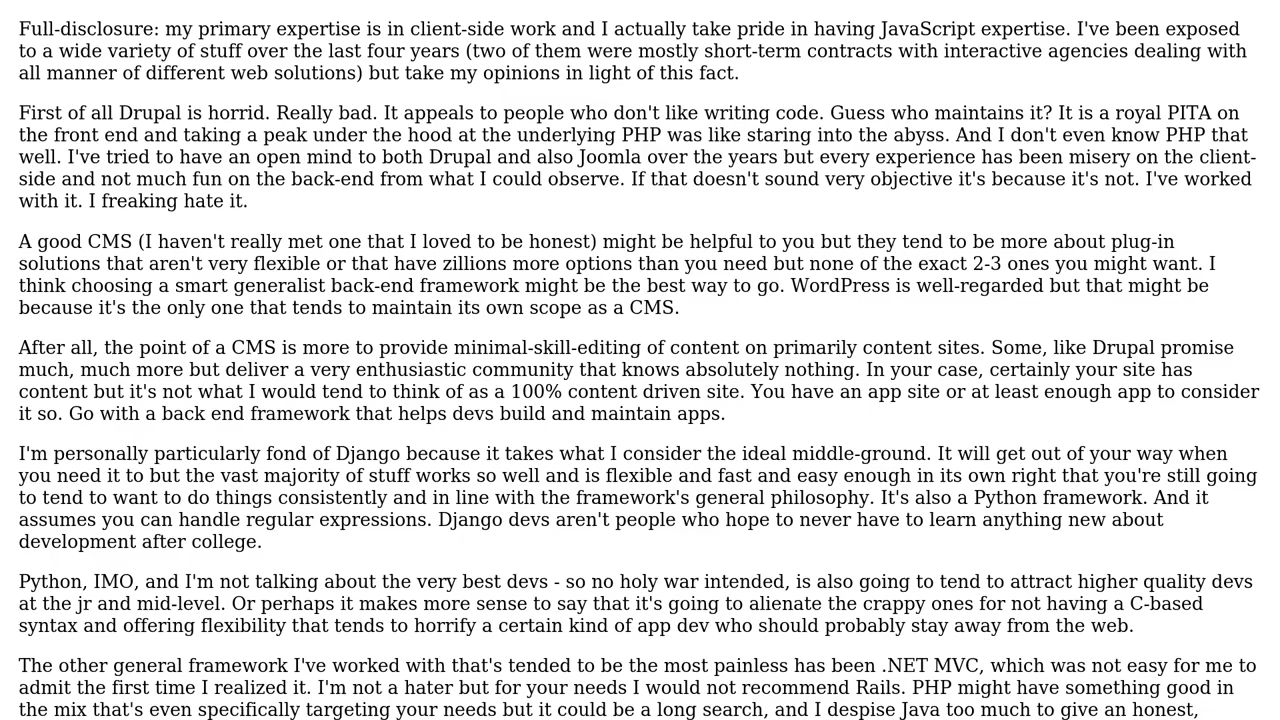 Full-disclosure: my primary expertise is in client-side work and I actually take pride in having JavaScript expertise. I've been exposed
to a wide variety of stuff over the last four years (two of them were mostly short-term contracts with interactive agencies dealing with
all manner of different web solutions) but take my opinions in light of this fact.
First of all Drupal is horrid. Really bad. It appeals to people who don't like writing code. Guess who maintains it? It is a royal PITA on
the front end and taking a peak under the hood at the underlying PHP was like staring into the abyss. And I don't even know PHP that
well. I've tried to have an open mind to both Drupal and also Joomla over the years but every experience has been misery on the client-
side and not much fun on the back-end from what I could observe. If that doesn't sound very objective it's because it's not. I've worked
with it. I freaking hate it.
A good CMS (I haven't really met one that I loved to be honest) might be helpful to you but they tend to be more about plug-in
solutions that aren't very flexible or that have zillions more options than you need but none of the exact 2-3 ones you might want. I
think choosing a smart generalist back-end framework might be the best way to go. WordPress is well-regarded but that might be
because it's the only one that tends to maintain its own scope as a CMS.
After all, the point of a CMS is more to provide minimal-skill-editing of content on primarily content sites. Some, like Drupal promise
much, much more but deliver a very enthusiastic community that knows absolutely nothing. In your case, certainly your site has
content but it's not what I would tend to think of as a 100% content driven site. You have an app site or at least enough app to consider
it so. Go with a back end framework that helps devs build and maintain apps.
I'm personally particularly fond of Django because it takes what I consider the ideal middle-ground. It will get out of your way when
you need it to but the vast majority of stuff works so well and is flexible and fast and easy enough in its own right that you're still going
to tend to want to do things consistently and in line with the framework's general philosophy. It's also a Python framework. And it
assumes you can handle regular expressions. Django devs aren't people who hope to never have to learn anything new about
development after college.
Python, IMO, and I'm not talking about the very best devs - so no holy war intended, is also going to tend to attract higher quality devs
at the jr and mid-level. Or perhaps it makes more sense to say that it's going to alienate the crappy ones for not having a C-based
syntax and offering flexibility that tends to horrify a certain kind of app dev who should probably stay away from the web.
The other general framework I've worked with that's tended to be the most painless has been .NET MVC, which was not easy for me to
admit the first time I realized it. I'm not a hater but for your needs I would not recommend Rails. PHP might have something good in
the mix that's even specifically targeting your needs but it could be a long search, and I despise Java too much to give an honest,